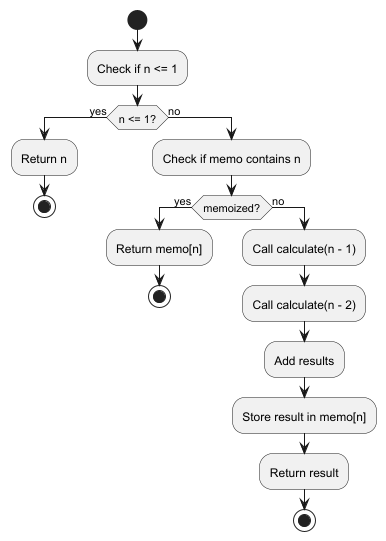 Check if n <= 1
yes
n <= 1?
no
Return n
Check if memo contains n
yes
memoized?
no
Return memo[n]
Call calculate(n - 1)
Call calculate(n - 2)
Add results
Store result in memo[n]
Return result